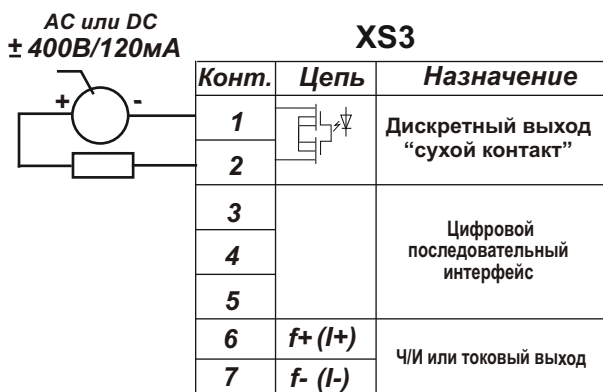 AC или DC
± 400В/120мА
XS3
Конт. Цепь Назначение
+ -
1
Дискретный выход
“сухой контакт”
2
3
4
Цифровой
последовательный
интерфейс
5
6 f+ (I+)
Ч/И или токовый выход
7 f- (I-)